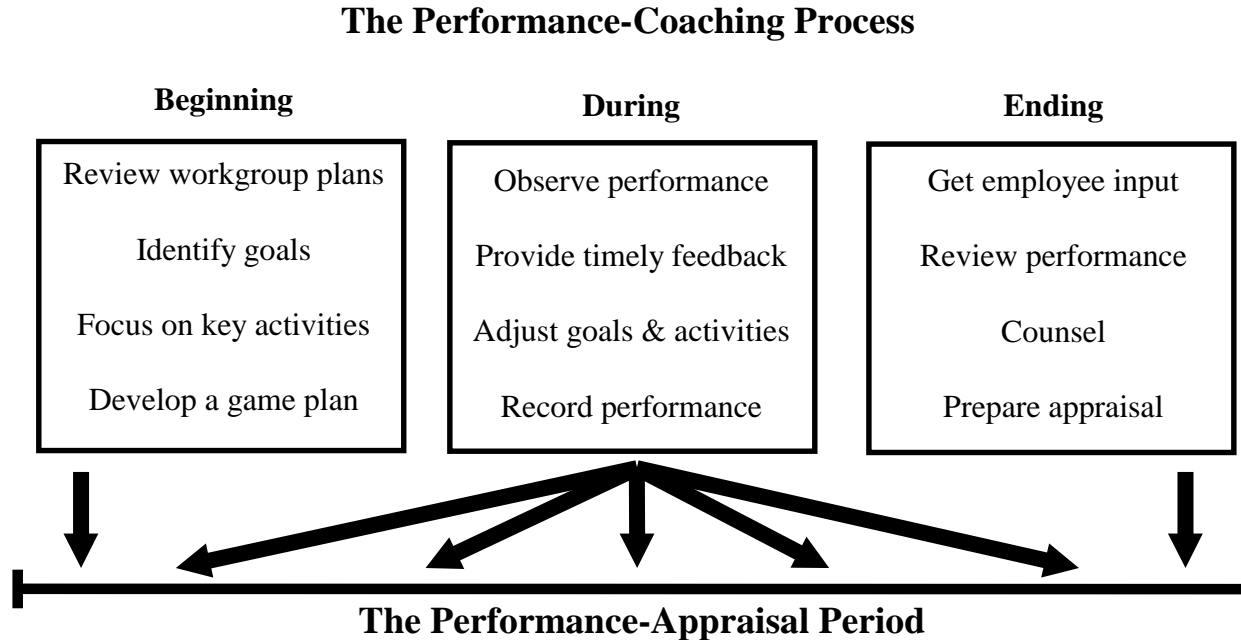 The Performance-Coaching Process
Beginning
Review workgroup plans
Identify goals
Focus on key activities
Develop a game plan
During
Observe performance
Provide timely feedback
Adjust goals & activities
Record performance
Ending
Get employee input
Review performance
Counsel
Prepare appraisal
The Performance-Appraisal Period